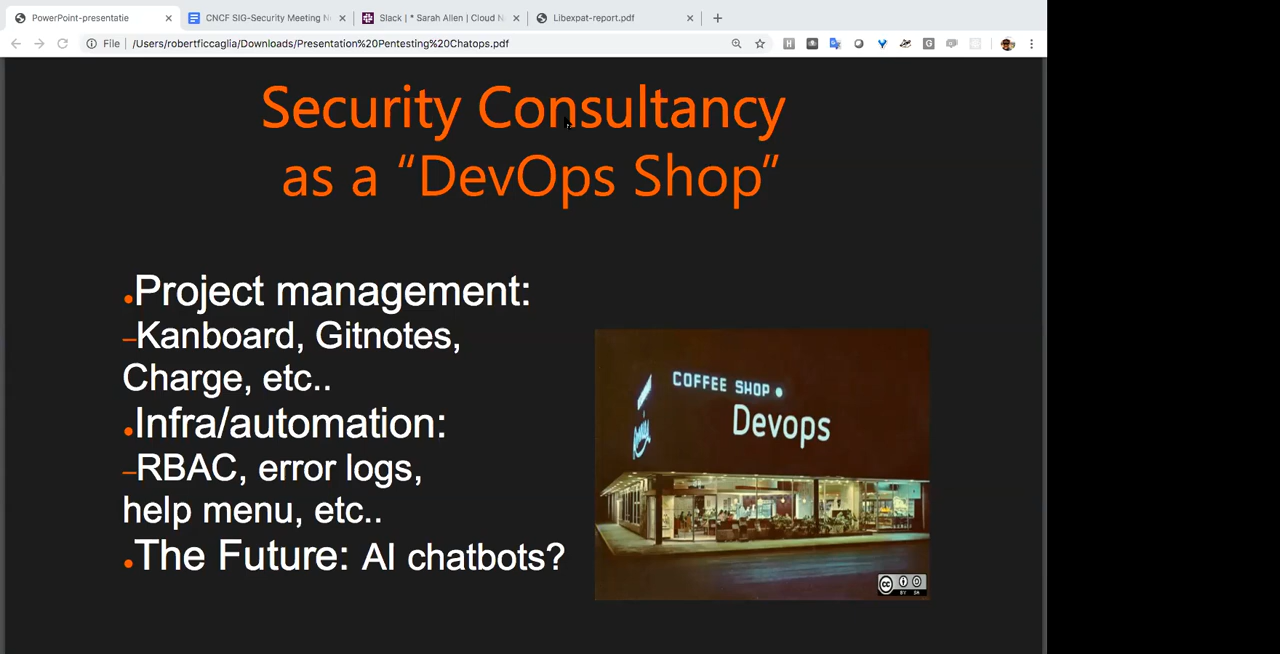 PowerPoint-presentatie
CNCF SIG-Security Meeting N
Slack | * Sarah Allen | Cloud N
Libexpat-report.pdf
File
/Users/robertficcaglia/Downloads/Presentation%20Pentesting%20Chatops.pdf
Security Consultancy
as a “DevOps Shop”
•Project management:
–Kanboard, Gitnotes,
Charge, etc..
•Infra/automation:
–RBAC, error logs,
help menu, etc..
•The Future: AI chatbots?
COFFEE SHOP
Devops
BY SA